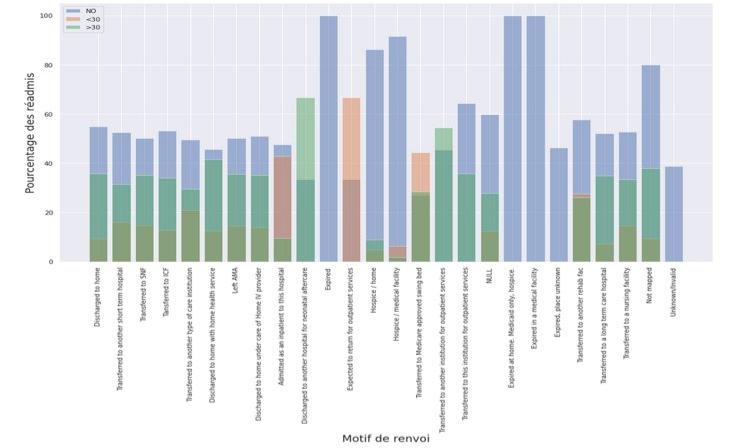 NO
<30
>30
100
80
60
40
20
0
Pourcentage des réadmis
Discharged to home
Transferred to another short term hospital
Transferred to SNF
Tansferred to ICF
Transferred to another type of care institution
Discharged to home with home health service
Left AMA
Discharged to home under care of Home IV provider
Admitted as an inpatient to this hospital
Discharged to another hospital for neonatal aftercare
Expired
Expected to return for outpatient services
Hospice / home
Hospice / medical facility
Transferred to Medicare approved swing bed
Transferred to another institution for outpatient services
Transferred to this institution for outpatient services
NULL
Expired at home. Medicaid only, hospice.
Expired in a medical facility
Expired, place unknown
Transferred to another rehab fac
Transferred to a long term care hospital
Transferred to a nursing facility
Not mapped
Unknown/Invalid
Motif de renvoi